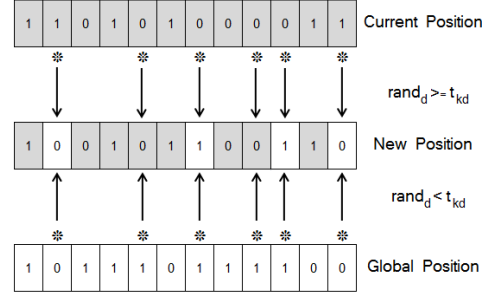 1 1 0 1 0 1 0 0 0 0 1 1 Current Position
❊ ❊ ❊ ❊ ❊ ❊
rand_d >= t_kd
1 0 0 1 0 1 1 0 0 1 1 0 New Position
rand_d < t_kd
❊ ❊ ❊ ❊ ❊ ❊
1 0 1 1 1 0 1 1 1 1 0 0 Global Position